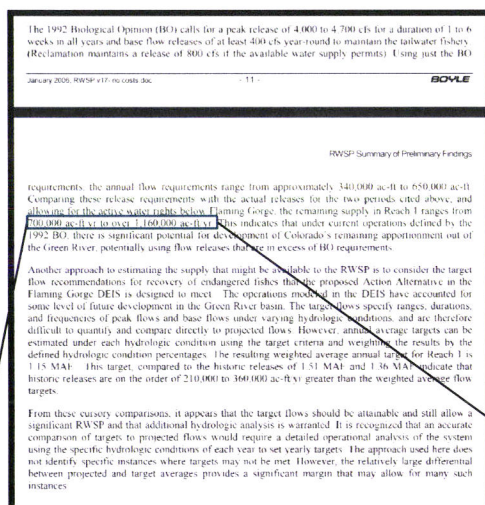 The 1992 Biological Opinion (BO) calls for a peak release of 4,000 to 4,700 cfs for a duration of 1 to 6
weeks in all years and base flow releases of at least 400 cfs year-round to maintain the tailwater fishery.
(Reclamation maintains a release of 800 cfs if the available water supply permits) Using just the BO
January 2006, RWSP v17- no costs.doc - 11 - BOYLE
RWSP Summary of Preliminary Findings
requirements, the annual flow requirements range from approximately 340,000 ac-ft to 650,000 ac-ft.
Comparing these release requirements with the actual releases for the two periods cited above, and
allowing for the active water rights below Flaming Gorge, the remaining supply in Reach 1 ranges from
700,000 ac-ft/yr to over 1,160,000 ac-ft/yr. This indicates that under current operations defined by the
1992 BO, there is significant potential for development of Colorado's remaining apportionment out of
the Green River, potentially using flow releases that are in excess of BO requirements.
Another approach to estimating the supply that might be available to the RWSP is to consider the target
flow recommendations for recovery of endangered fishes that the proposed Action Alternative in the
Flaming Gorge DEIS is designed to meet. The operations modeled in the DEIS have accounted for
some level of future development in the Green River basin. The target flows specify ranges, durations,
and frequencies of peak flows and base flows under varying hydrologic conditions, and are therefore
difficult to quantify and compare directly to projected flows. However, annual average targets can be
estimated under each hydrologic condition using the target criteria and weighting the results by the
defined hydrologic condition percentages. The resulting weighted average annual target for Reach 1 is
1.15 MAF. This target, compared to the historic releases of 1.51 MAF and 1.36 MAF indicate that
historic releases are on the order of 210,000 to 360,000 ac-ft/yr greater than the weighted average flow
targets.
From these cursory comparisons, it appears that the target flows should be attainable and still allow a
significant RWSP and that additional hydrologic analysis is warranted. It is recognized that an accurate
comparison of targets to projected flows would require a detailed operational analysis of the system
using the specific hydrologic conditions of each year to set yearly targets. The approach used here does
not identify specific instances where targets may not be met. However, the relatively large differential
between projected and target averages provides a significant margin that may allow for many such
instances.